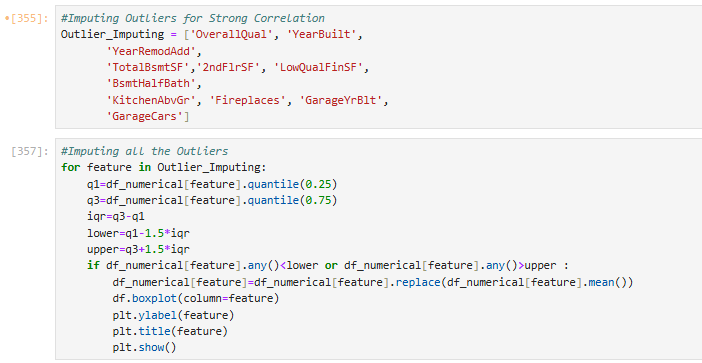 [355]: #Imputing Outliers for Strong Correlation
Outlier_Imputing = ['OverallQual', 'YearBuilt',
'YearRemodAdd',
'TotalBsmtSF','2ndFlrSF', 'LowQualFinSF',
'BsmtHalfBath',
'KitchenAbvGr', 'Fireplaces', 'GarageYrBlt',
'GarageCars']
[357]: #Imputing all the Outliers
for feature in Outlier_Imputing:
q1=df_numerical[feature].quantile(0.25)
q3=df_numerical[feature].quantile(0.75)
iqr=q3-q1
lower=q1-1.5*iqr
upper=q3+1.5*iqr
if df_numerical[feature].any()<lower or df_numerical[feature].any()>upper :
df_numerical[feature]=df_numerical[feature].replace(df_numerical[feature].mean())
df.boxplot(column=feature)
plt.ylabel(feature)
plt.title(feature)
plt.show()